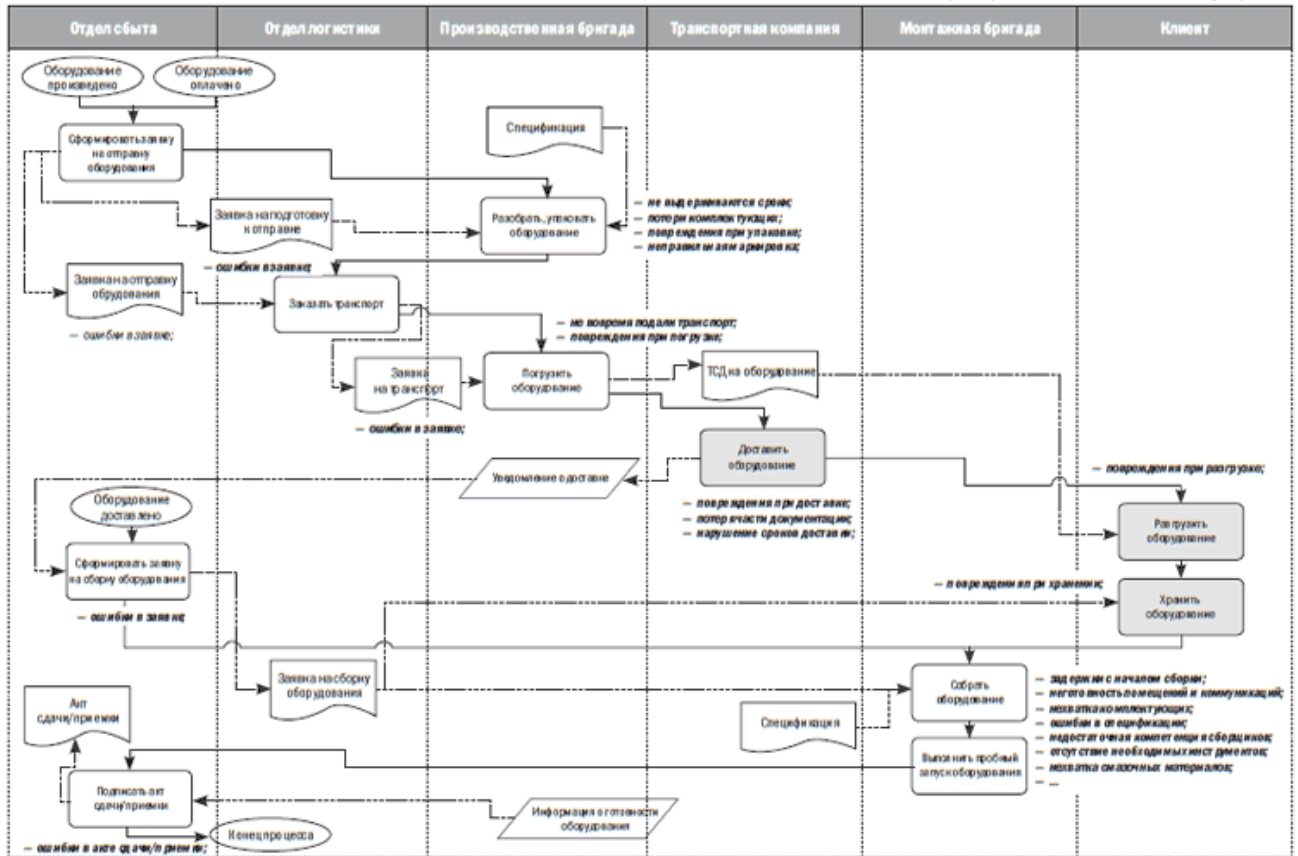 Отдел сбыта
Отдел логистики
Производственная бригада
Транспортная компания
Монтажная бригада
Клиент
Оборудование
произведено
Оборудование
оплачено
Сформировать заявку
на отправку
оборудования
Спецификация
Заявка на подготовку
к отправке
Разобрать, упаковать
оборудование
— не выдерживаются сроки;
— потери комплектующих;
— повреждения при упаковке;
— неправильная маркировка;
— ошибки в заявке;
Заявка на отправку
обрудования
Заказать транспорт
— ошибки в заявке;
— не вовремя подали транспорт;
— повреждения при погрузке;
Заявка
на транспорт
Погрузить
оборудование
ТСД на оборудование
— ошибки в заявке;
Доставить
оборудование
— повреждения при разгрузке;
Уведомление о доставке
Оборудование
доставлено
— повреждения при доставке;
— потеря части документации;
— нарушение сроков доставки;
Разгрузить
оборудование
Сформировать заявку
на сборку оборудования
— повреждения при хранении;
Хранить
оборудование
— ошибки в заявке;
Заявка на сборку
оборудования
Собрать
оборудование
— задержки с началом сборки;
— неготовность помещений и коммуникаций;
— нехватка комплектующих;
— ошибки в спецификации;
— недостаточная компетенция сборщиков;
— отсутствие необходимых инструментов;
— нехватка смазочных материалов;
— ...
Акт
сдачи/приемки
Спецификация
Выполнить пробный
запуск оборудования
Подписать акт
сдачи/приемки
Информация о готовности
оборудования
Конец процесса
— ошибки в акте сдачи/приемки;